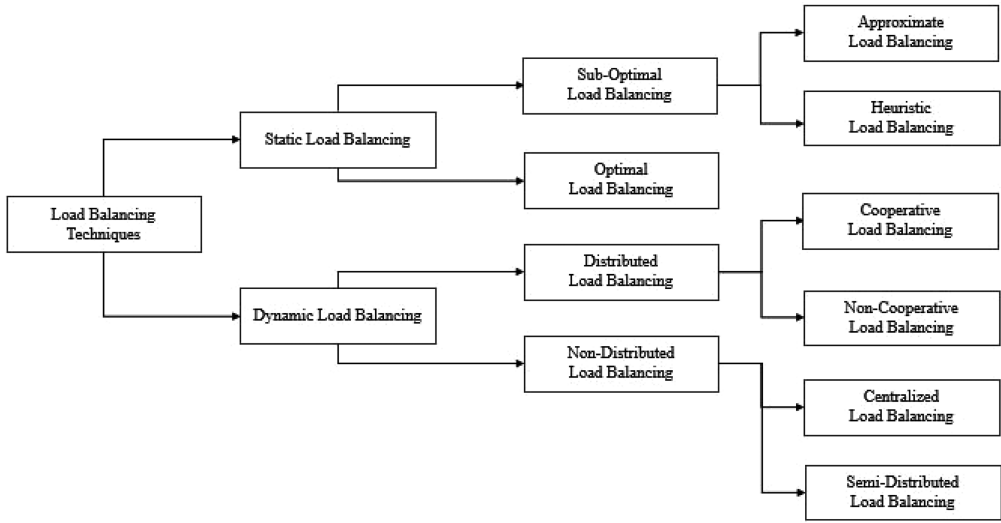 Approximate
Load Balancing
Sub-Optimal
Load Balancing
Heuristic
Load Balancing
Static Load Balancing
Optimal
Load Balancing
Load Balancing
Techniques
Cooperative
Load Balancing
Distributed
Load Balancing
Dynamic Load Balancing
Non-Cooperative
Load Balancing
Non-Distributed
Load Balancing
Centralized
Load Balancing
Semi-Distributed
Load Balancing